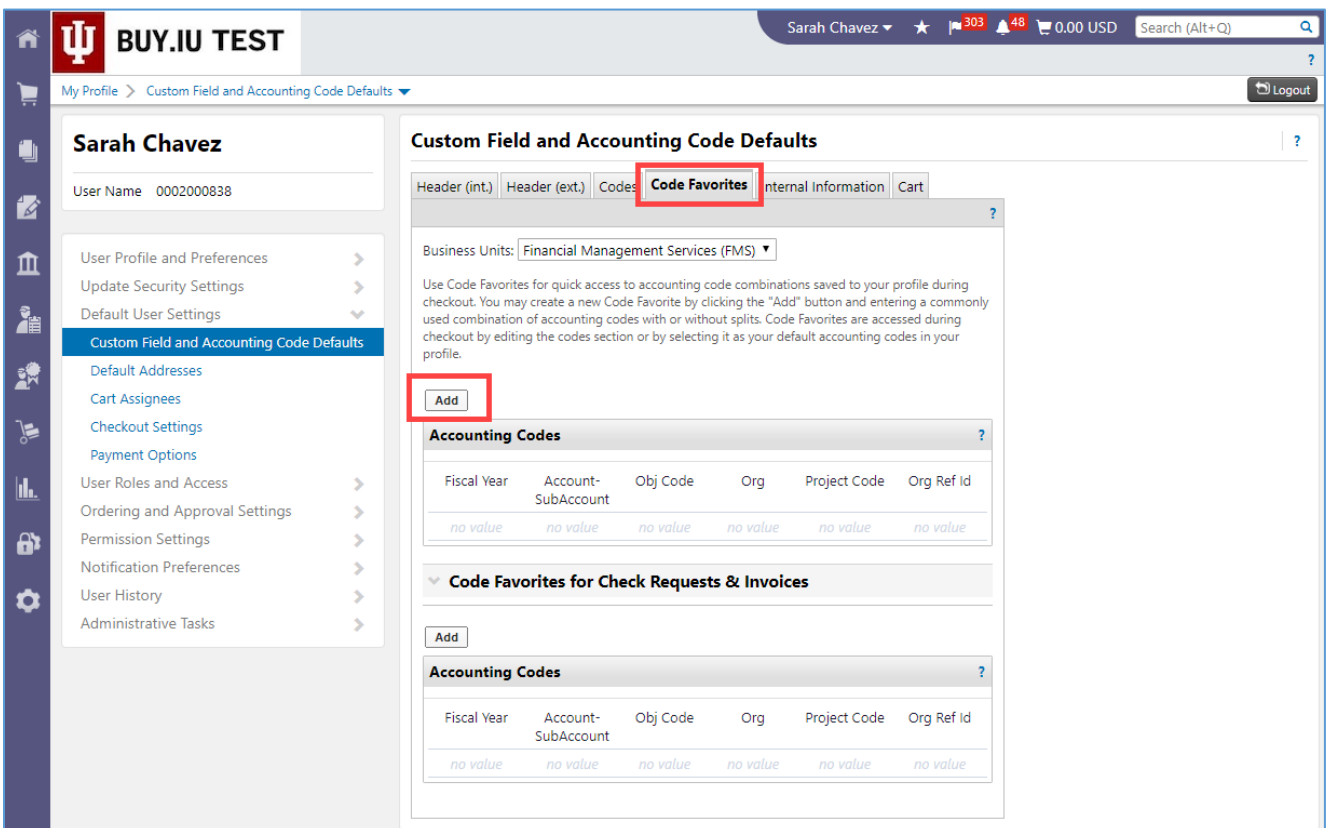 BUY.IU TEST
Sarah Chavez
303
48
0.00 USD
Search (Alt+Q)
?
My Profile
Custom Field and Accounting Code Defaults
Logout
Sarah Chavez
User Name 0002000838
User Profile and Preferences
Update Security Settings
Default User Settings
Custom Field and Accounting Code Defaults
Default Addresses
Cart Assignees
Checkout Settings
Payment Options
User Roles and Access
Ordering and Approval Settings
Permission Settings
Notification Preferences
User History
Administrative Tasks
Custom Field and Accounting Code Defaults
?
Header (int.) Header (ext.) Codes Code Favorites nternal Information Cart
?
Business Units: Financial Management Services (FMS)
Use Code Favorites for quick access to accounting code combinations saved to your profile during
checkout. You may create a new Code Favorite by clicking the "Add" button and entering a commonly
used combination of accounting codes with or without splits. Code Favorites are accessed during
checkout by editing the codes section or by selecting it as your default accounting codes in your
profile.
Add
Accounting Codes ?
Fiscal Year Account- Obj Code Org Project Code Org Ref Id
SubAccount
no value no value no value no value no value no value
Code Favorites for Check Requests & Invoices
Add
Accounting Codes ?
Fiscal Year Account- Obj Code Org Project Code Org Ref Id
SubAccount
no value no value no value no value no value no value